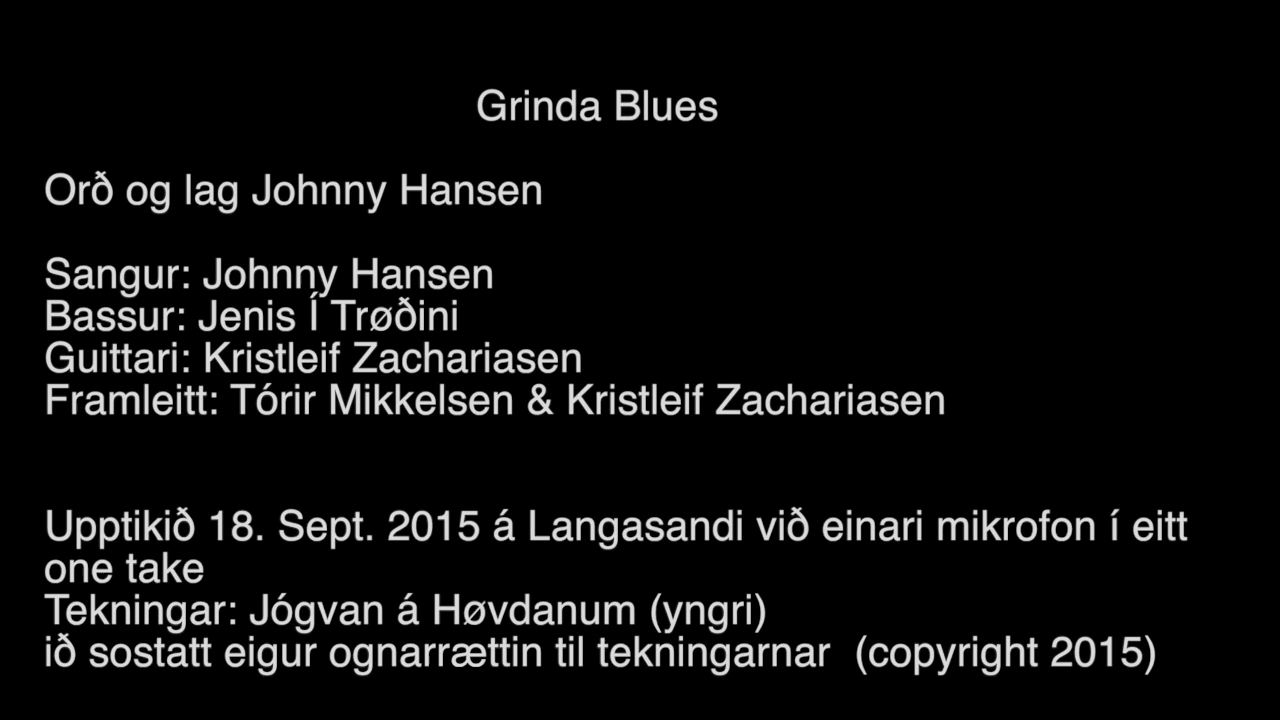 Grinda Blues
Orð og lag Johnny Hansen
Sangur: Johnny Hansen
Bassur: Jenis Í Trøðini
Guittari: Kristleif Zachariasen
Framleitt: Tórir Mikkelsen & Kristleif Zachariasen
Upptikið 18. Sept. 2015 á Langasandi við einari mikrofon í eitt
one take
Tekningar: Jógvan á Høvdanum (yngri)
ið sostatt eigur ognarrættin til tekningarnar (copyright 2015)